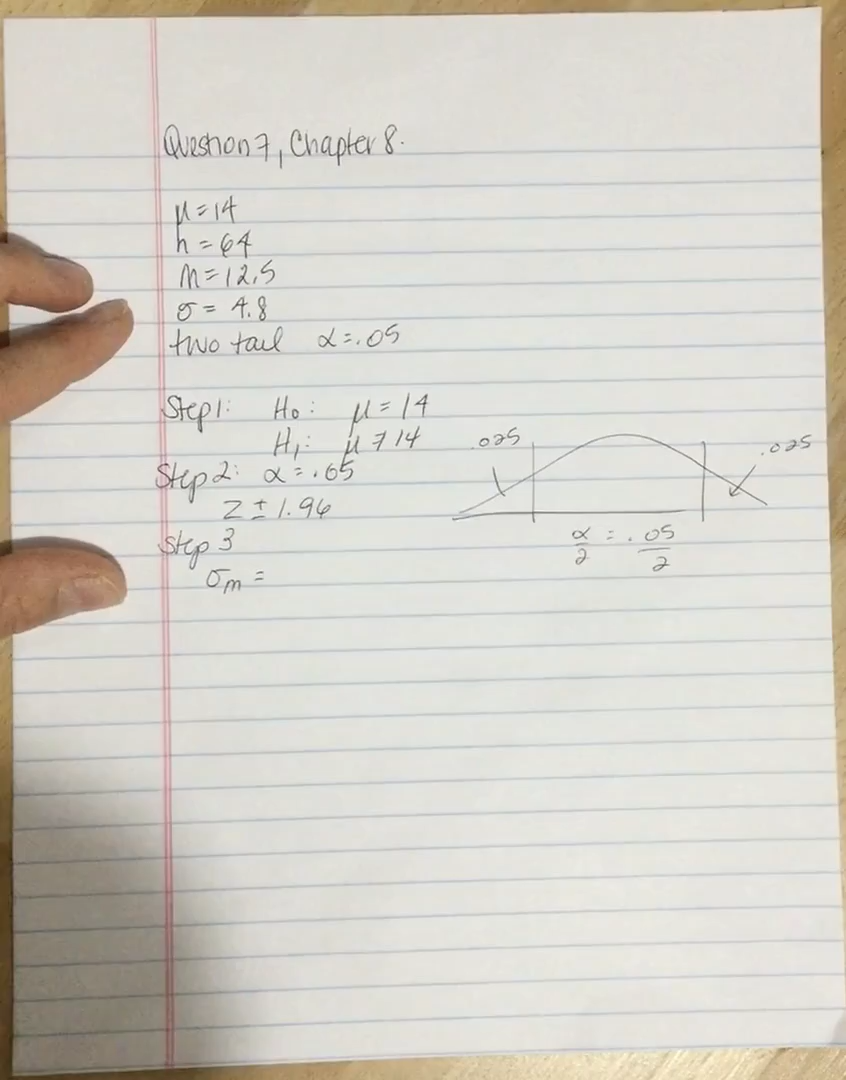 Question 7, Chapter 8.
μ = 14
n = 64
M = 12.5
σ = 4.8
two tail α = .05
Step 1: H₀: μ = 14
H₁: μ ≠ 14
.025
.025
Step 2: α = .05
Z ± 1.96
α/2 = .05/2
Step 3
σₘ =